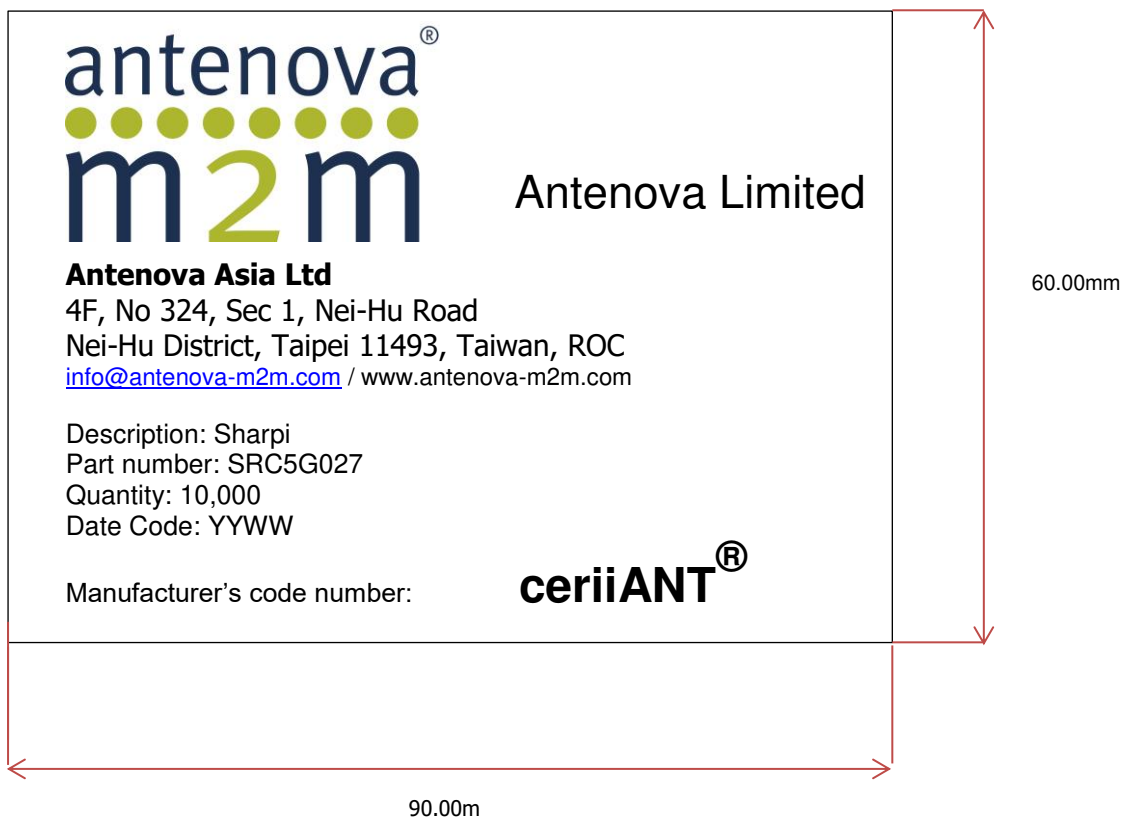 antenova®
m2m
Antenova Limited
Antenova Asia Ltd
4F, No 324, Sec 1, Nei-Hu Road
Nei-Hu District, Taipei 11493, Taiwan, ROC
info@antenova-m2m.com / www.antenova-m2m.com
Description: Sharpi
Part number: SRC5G027
Quantity: 10,000
Date Code: YYWW
Manufacturer’s code number:
ceriiANT®
60.00mm
90.00m